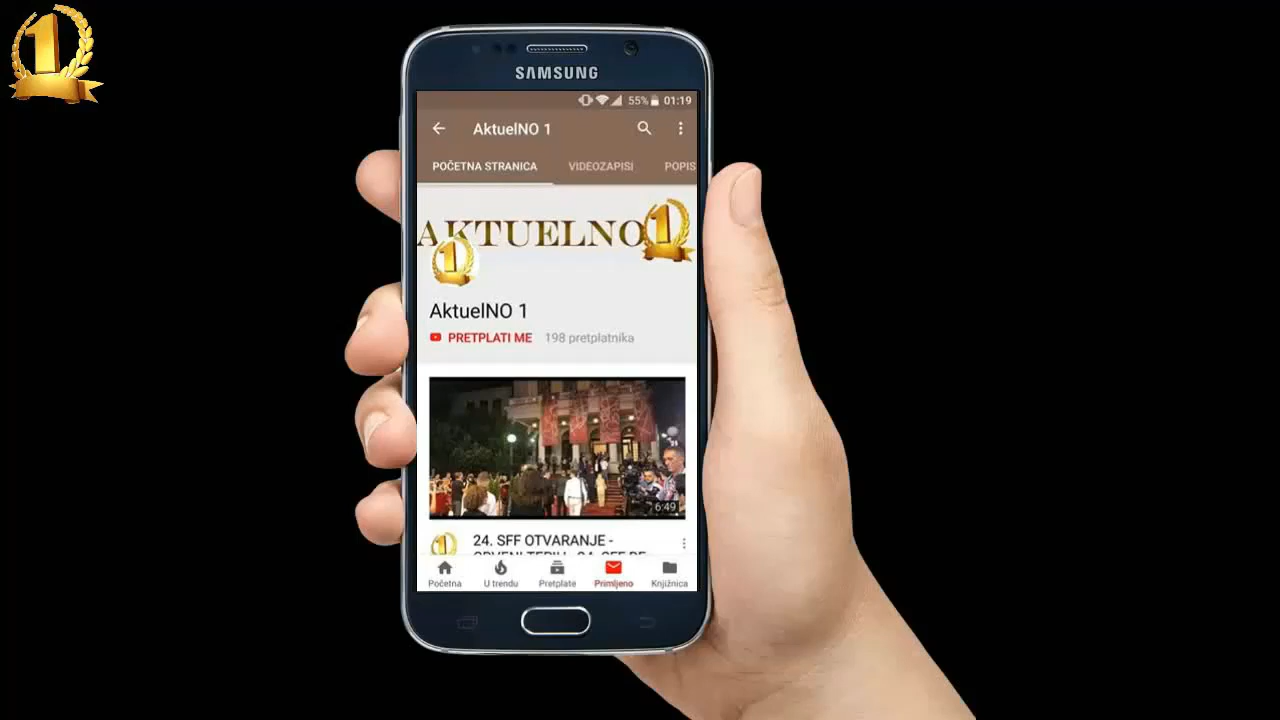 1
SAMSUNG
55% 01:19
AktuelNO 1
POČETNA STRANICA VIDEOZAPISI POPIS
AKTUELNO 1
1
AktuelNO 1
PRETPLATI ME 198 pretplatnika
6:49
24. SFF OTVARANJE -
Početna U trendu Pretplate Primljeno Knjižnica